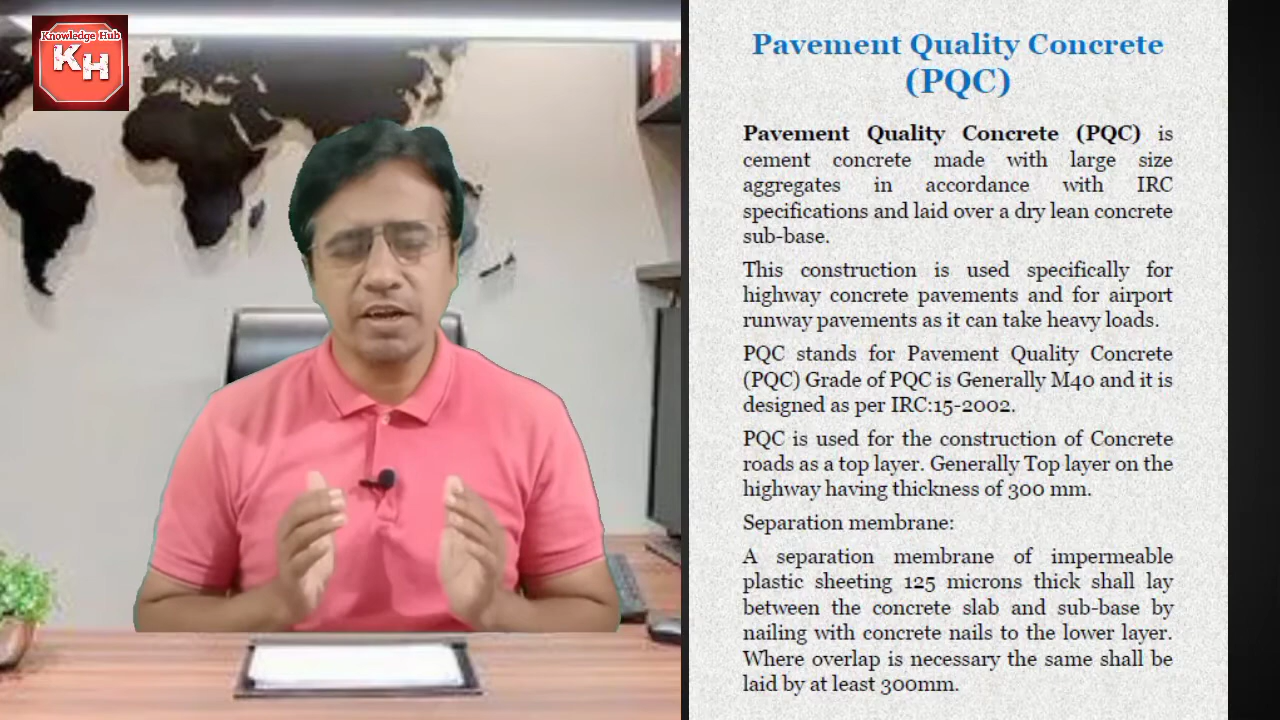 Knowledge Hub
KH
Pavement Quality Concrete
(PQC)
Pavement Quality Concrete (PQC) is
cement concrete made with large size
aggregates in accordance with IRC
specifications and laid over a dry lean concrete
sub-base.
This construction is used specifically for
highway concrete pavements and for airport
runway pavements as it can take heavy loads.
PQC stands for Pavement Quality Concrete
(PQC) Grade of PQC is Generally M40 and it is
designed as per IRC:15-2002.
PQC is used for the construction of Concrete
roads as a top layer. Generally Top layer on the
highway having thickness of 300 mm.
Separation membrane:
A separation membrane of impermeable
plastic sheeting 125 microns thick shall lay
between the concrete slab and sub-base by
nailing with concrete nails to the lower layer.
Where overlap is necessary the same shall be
laid by at least 300mm.